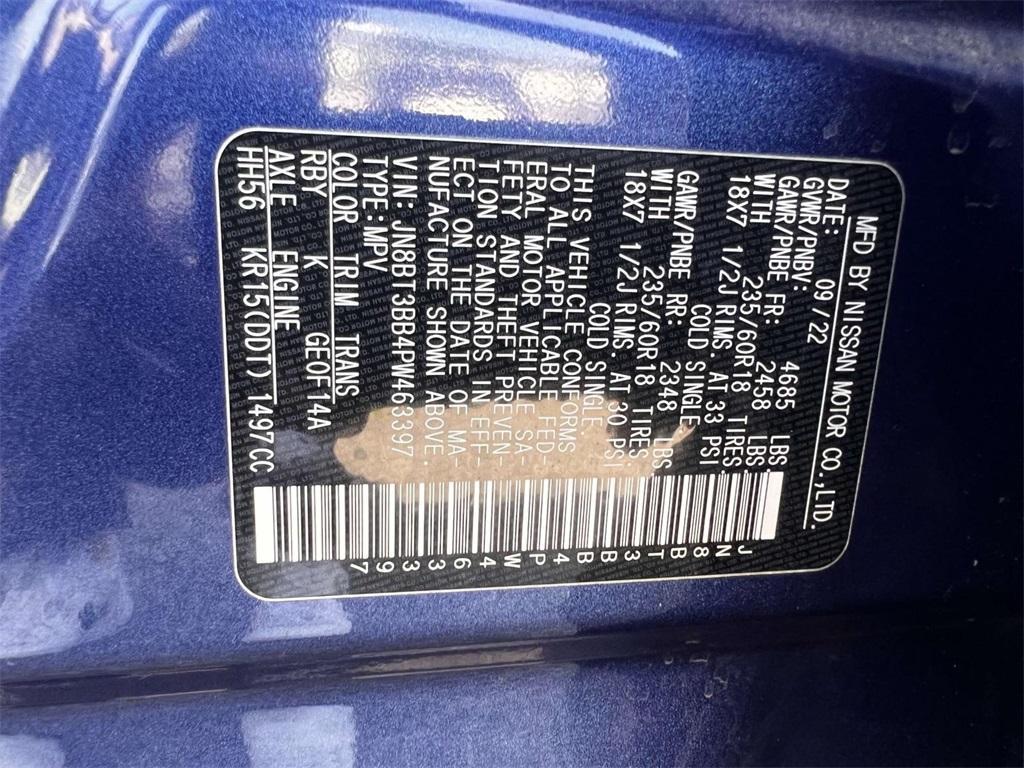 MFD BY NISSAN MOTOR CO.,LTD.
DATE: 09/22
GVWR/PNBV: 4685 LBS
GAWR/PNBE FR: 2458 LBS
WITH 235/60R18 TIRES.
18X7 1/2J RIMS. AT 33 PSI
COLD SINGLE
GAWR/PNBE RR: 2348 LBS
WITH 235/60R18 TIRES.
18X7 1/2J RIMS. AT 30 PSI
COLD SINGLE.
THIS VEHICLE CONFORMS
TO ALL APPLICABLE FED-
ERAL MOTOR VEHICLE SA-
FETY AND THEFT PREVEN-
TION STANDARDS IN EFF-
ECT ON THE DATE OF MA-
NUFACTURE SHOWN ABOVE.
VIN: JN8BT3BB4PW463397
TYPE:MPV
COLOR TRIM TRANS
RBY K GEOF14A
AXLE ENGINE
HH56 KR15(DDT) 1497CC
JN8BT3BB4PW463397